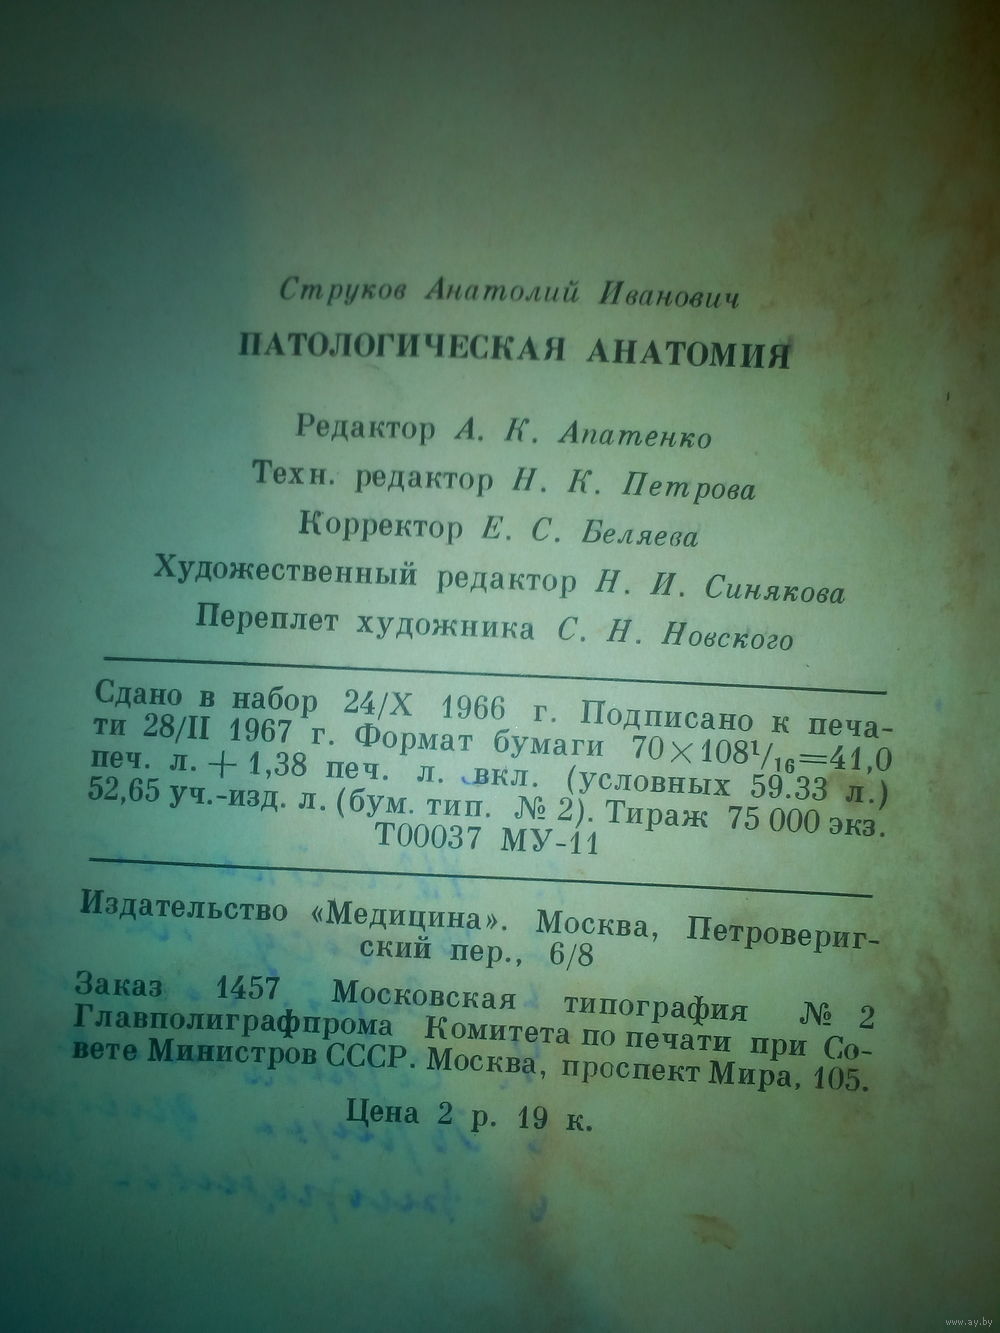 Струков Анатолий Иванович
ПАТОЛОГИЧЕСКАЯ АНАТОМИЯ
Редактор А. К. Апатенко
Техн. редактор Н. К. Петрова
Корректор Е. С. Беляева
Художественный редактор Н. И. Синякова
Переплет художника С. Н. Новского
Сдано в набор 24/X 1966 г. Подписано к печа-
ти 28/II 1967 г. Формат бумаги 70×108¹/₁₆=41,0
печ. л. + 1,38 печ. л. вкл. (условных 59.33 л.)
52,65 уч.-изд. л. (бум. тип. № 2). Тираж 75 000 экз.
Т00037 МУ-11
Издательство «Медицина». Москва, Петровериг-
ский пер., 6/8
Заказ 1457 Московская типография № 2
Главполиграфпрома Комитета по печати при Со-
вете Министров СССР. Москва, проспект Мира, 105.
Цена 2 р. 19 к.
www.ay.by